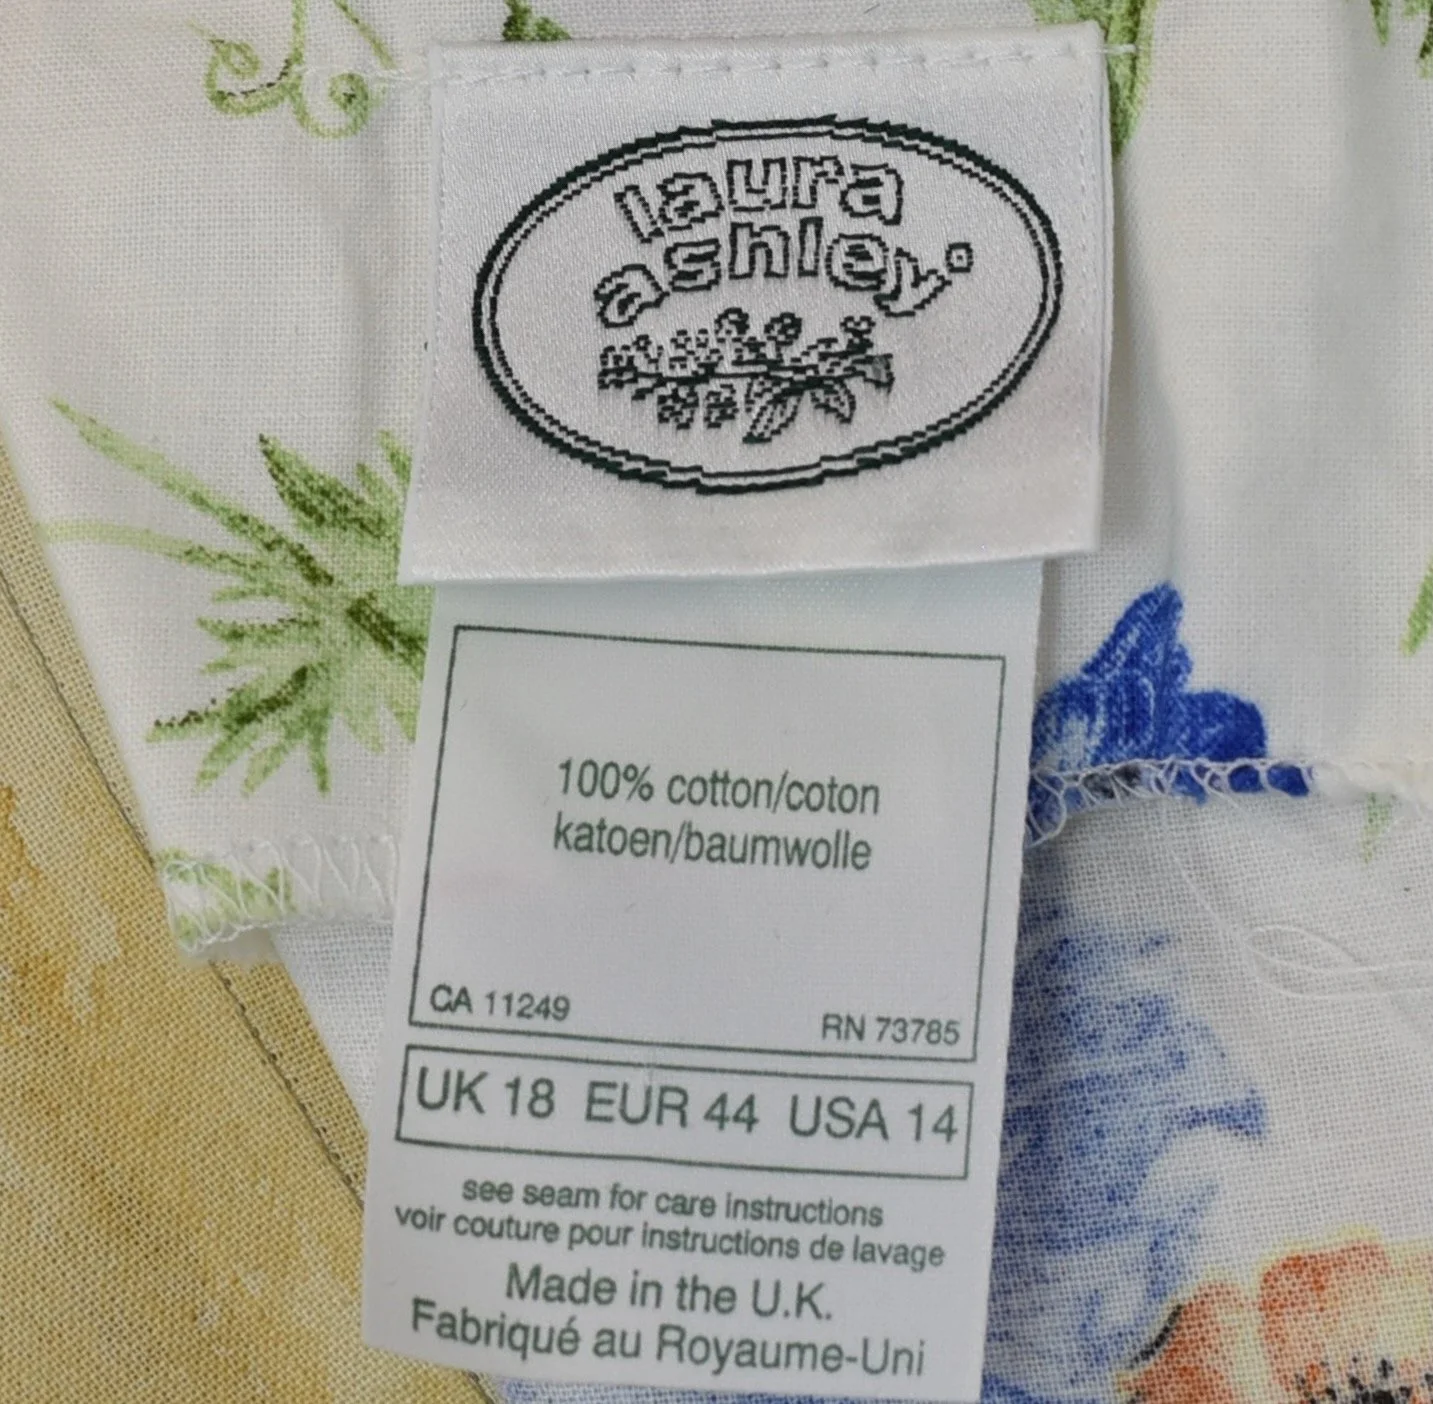 laura
ashley®
100% cotton/coton
katoen/baumwolle
CA 11249 RN 73785
UK 18 EUR 44 USA 14
see seam for care instructions
voir couture pour instructions de lavage
Made in the U.K.
Fabriqué au Royaume-Uni